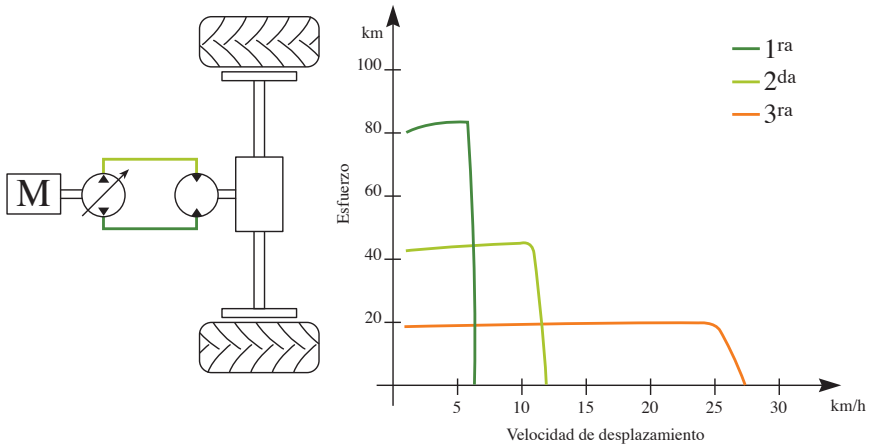 M
km
100
80
60
40
20
Esfuerzo
5 10 15 20 25 30
km/h
Velocidad de desplazamiento
1ra
2da
3ra